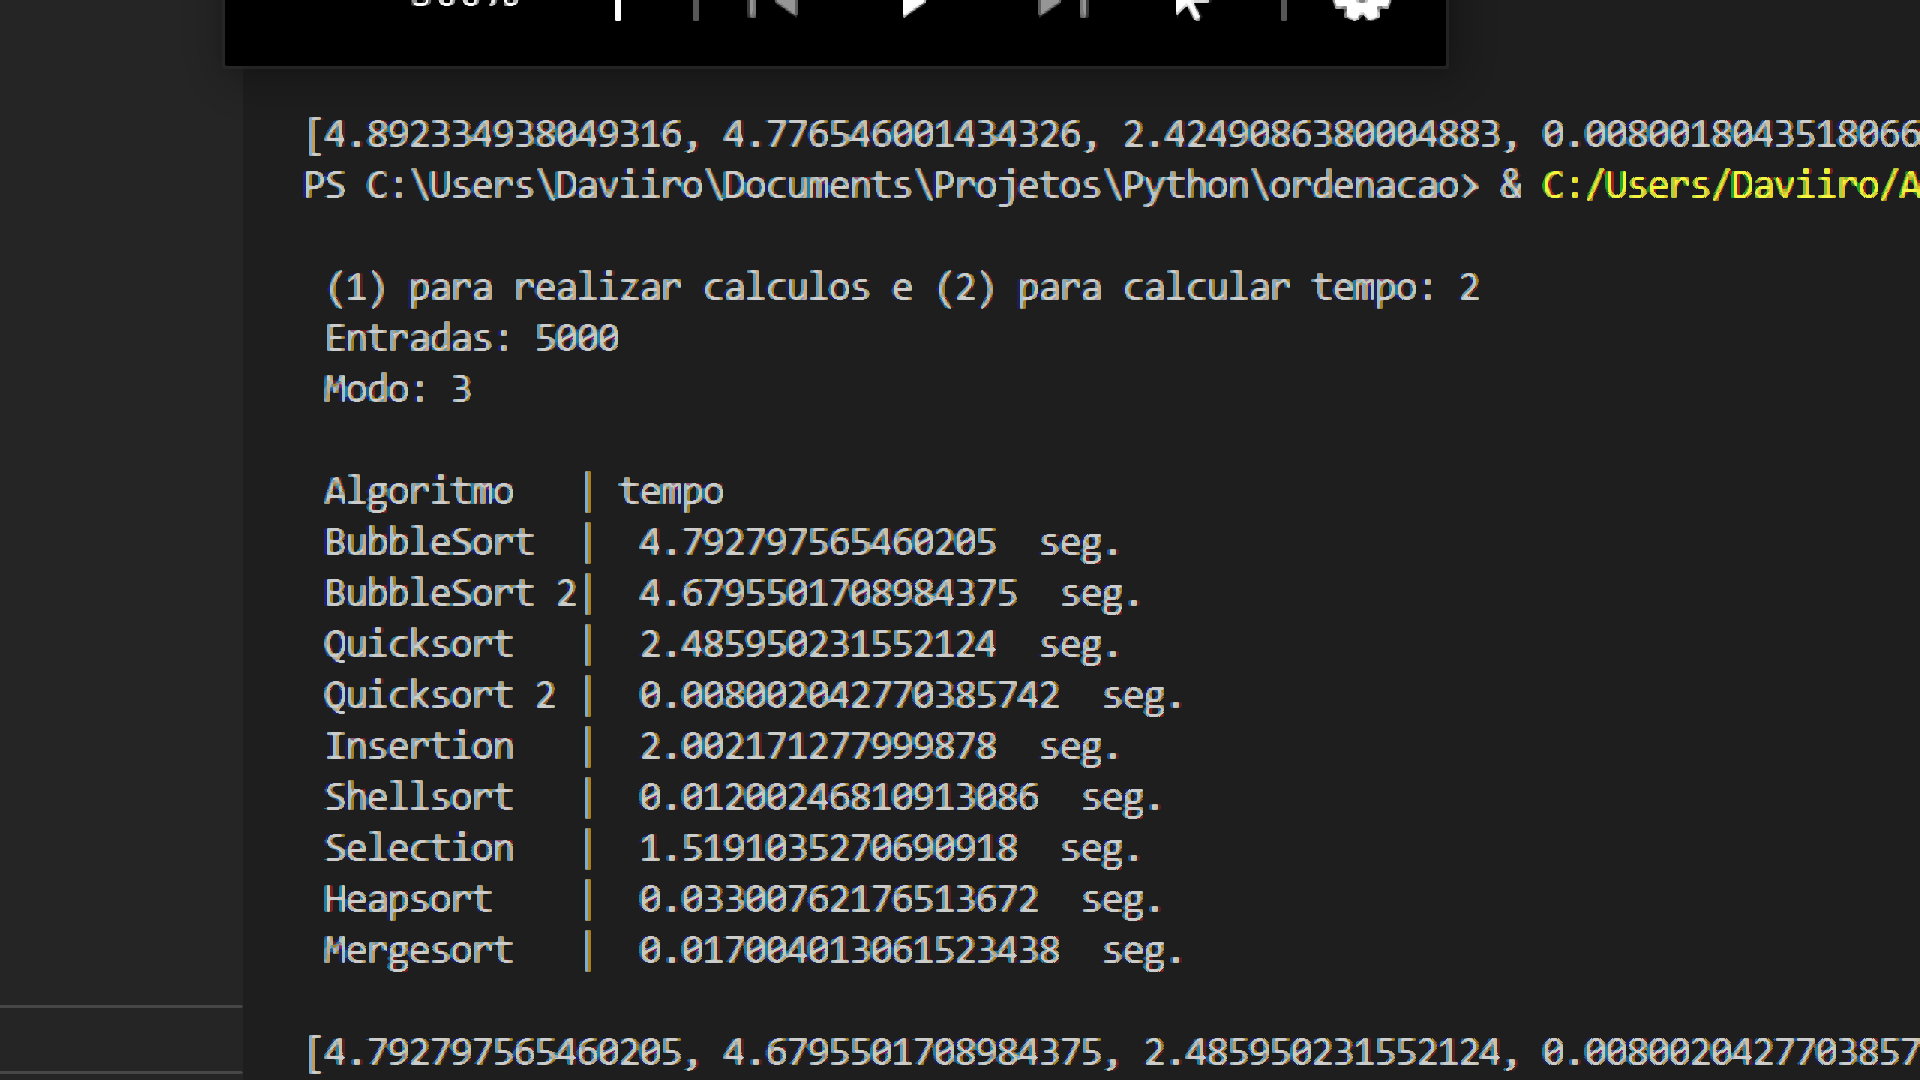 [4.892334938049316, 4.776546001434326, 2.4249086380004883, 0.0080018043518066
PS C:\Users\Daviiro\Documents\Projetos\Python\ordenacao> & C:/Users/Daviiro/A
(1) para realizar calculos e (2) para calcular tempo: 2
Entradas: 5000
Modo: 3
Algoritmo | tempo
BubbleSort | 4.792797565460205 seg.
BubbleSort 2| 4.6795501708984375 seg.
Quicksort | 2.485950231552124 seg.
Quicksort 2 | 0.008002042770385742 seg.
Insertion | 2.002171277999878 seg.
Shellsort | 0.01200246810913086 seg.
Selection | 1.5191035270690918 seg.
Heapsort | 0.03300762176513672 seg.
Mergesort | 0.017004013061523438 seg.
[4.792797565460205, 4.6795501708984375, 2.485950231552124, 0.0080020427703857